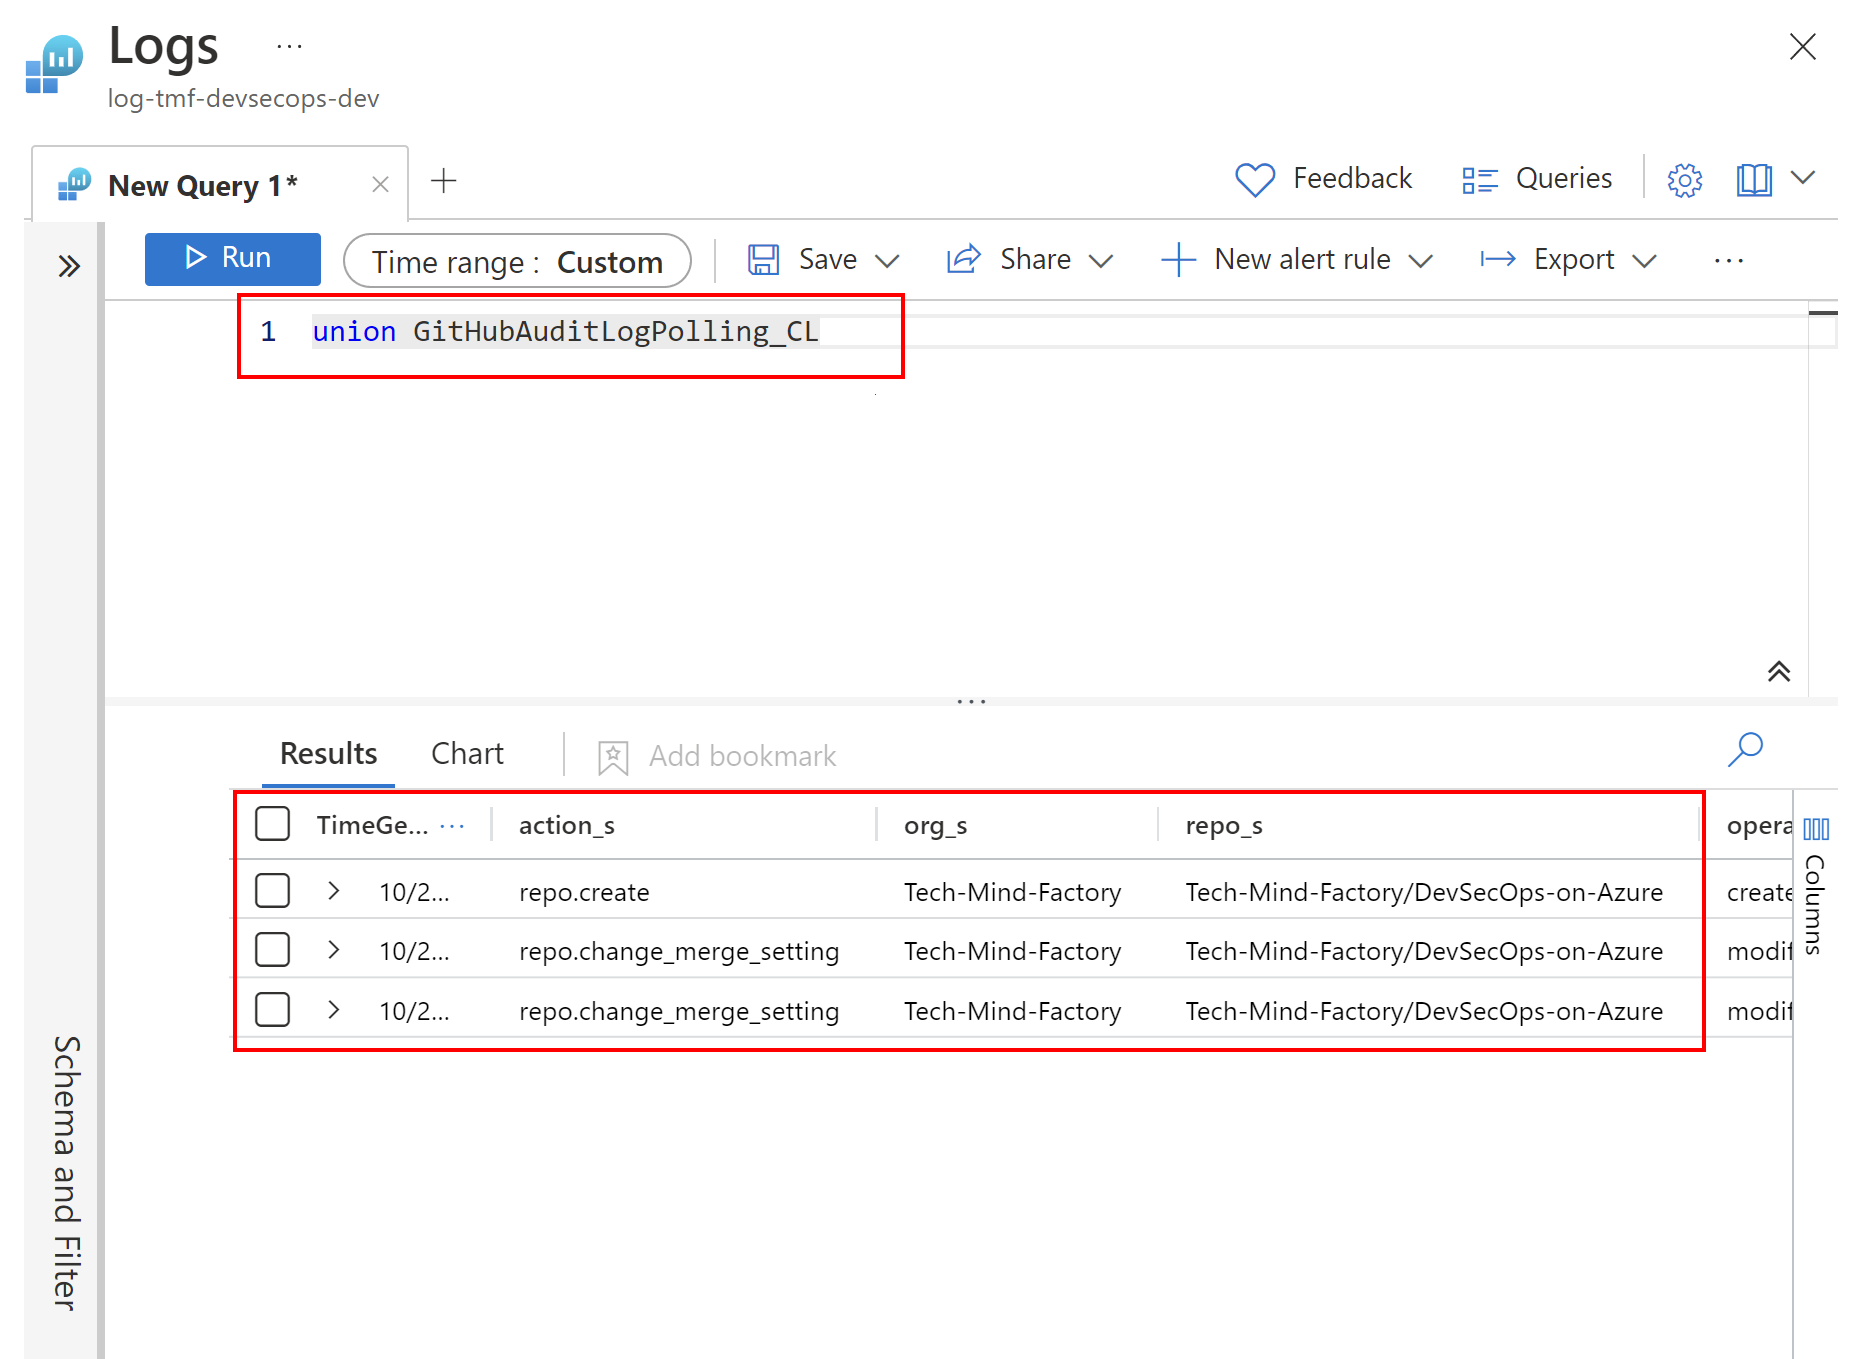 Logs ...
log-tmf-devsecops-dev
New Query 1*
Feedback Queries
Run Time range : Custom Save Share New alert rule Export ...
1 union GitHubAuditLogPolling_CL
Results Chart Add bookmark
TimeGe... ... action_s org_s repo_s opera
10/2... repo.create Tech-Mind-Factory Tech-Mind-Factory/DevSecOps-on-Azure create
10/2... repo.change_merge_setting Tech-Mind-Factory Tech-Mind-Factory/DevSecOps-on-Azure modif
10/2... repo.change_merge_setting Tech-Mind-Factory Tech-Mind-Factory/DevSecOps-on-Azure modif
Columns
Schema and Filter